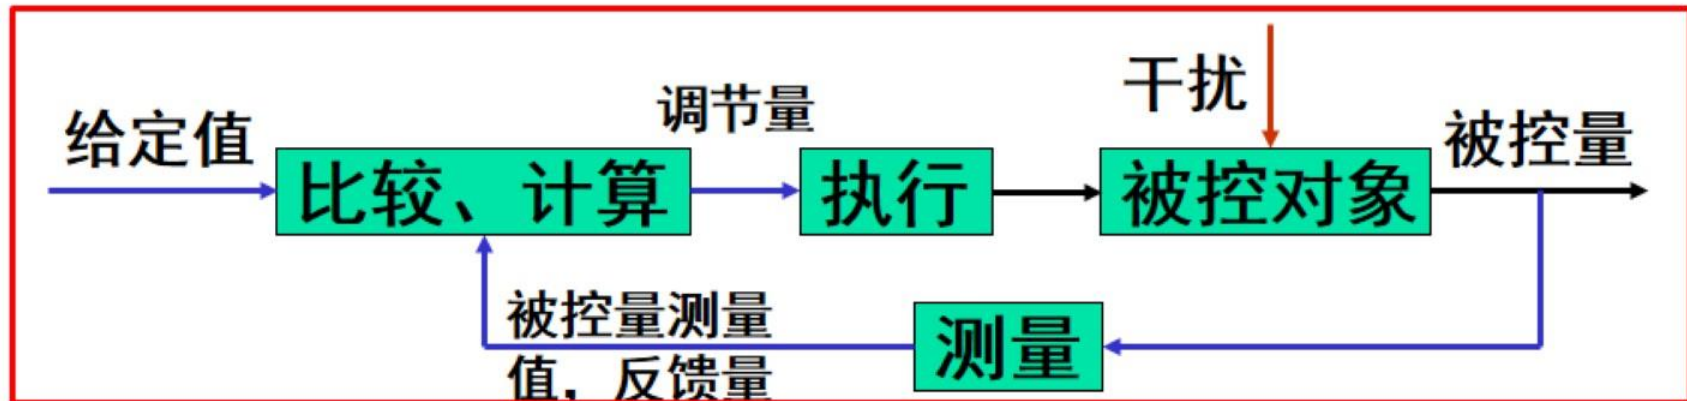 给定值
比较、计算
调节量
执行
干扰
被控对象
被控量
测量
被控量测量
值，反馈量